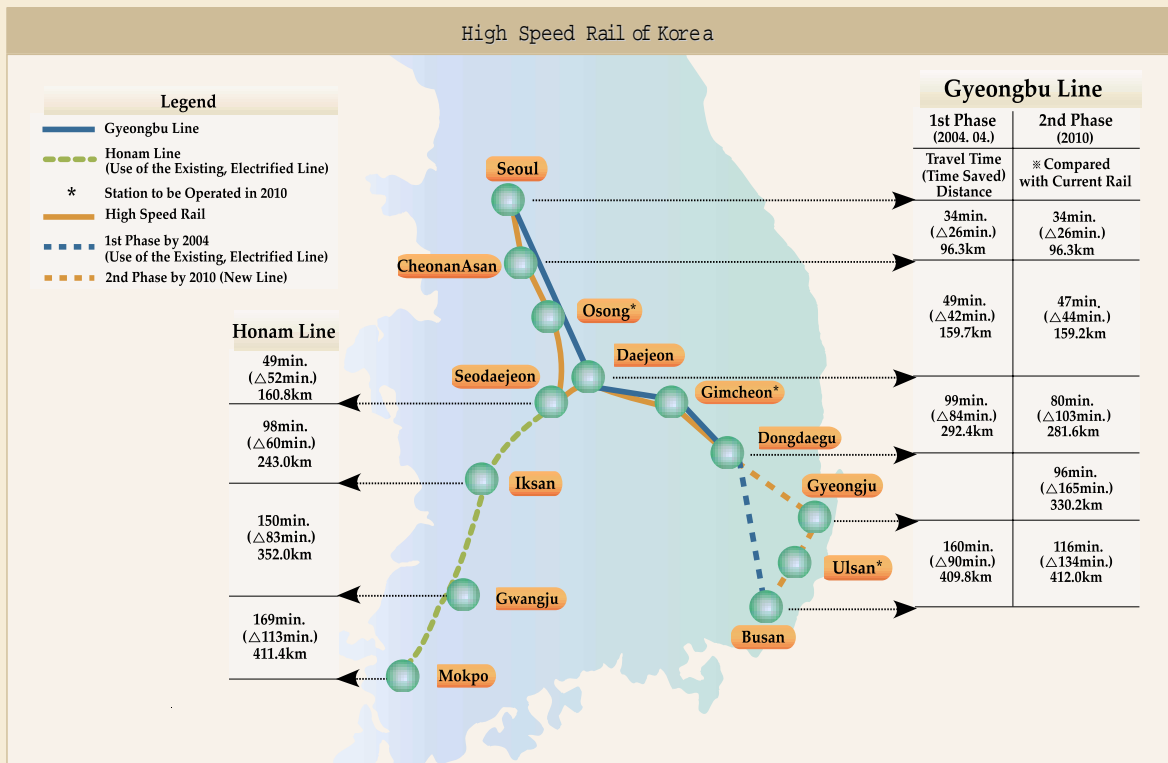 High Speed Rail of Korea
Legend
Gyeongbu Line
Honam Line
(Use of the Existing, Electrified Line)
* Station to be Operated in 2010
High Speed Rail
1st Phase by 2004
(Use of the Existing, Electrified Line)
2nd Phase by 2010 (New Line)
Honam Line
49min.
(△52min.)
160.8km
98min.
(△60min.)
243.0km
150min.
(△83min.)
352.0km
169min.
(△113min.)
411.4km
Seoul
CheonanAsan
Osong*
Daejeon
Seodaejeon
Gimcheon*
Dongdaegu
Iksan
Gyeongju
Ulsan*
Gwangju
Busan
Mokpo
Gyeongbu Line
1st Phase
(2004. 04.)
2nd Phase
(2010)
Travel Time
(Time Saved)
Distance
※ Compared
with Current Rail
34min.
(△26min.)
96.3km
34min.
(△26min.)
96.3km
49min.
(△42min.)
159.7km
47min.
(△44min.)
159.2km
99min.
(△84min.)
292.4km
80min.
(△103min.)
281.6km
96min.
(△165min.)
330.2km
160min.
(△90min.)
409.8km
116min.
(△134min.)
412.0km